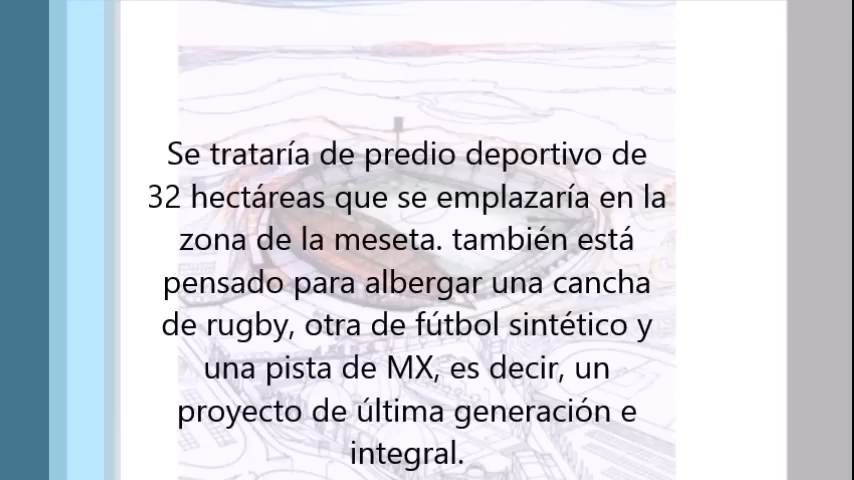 Se trataría de predio deportivo de
32 hectáreas que se emplazaría en la
zona de la meseta. también está
pensado para albergar una cancha
de rugby, otra de fútbol sintético y
una pista de MX, es decir, un
proyecto de última generación e
integral.